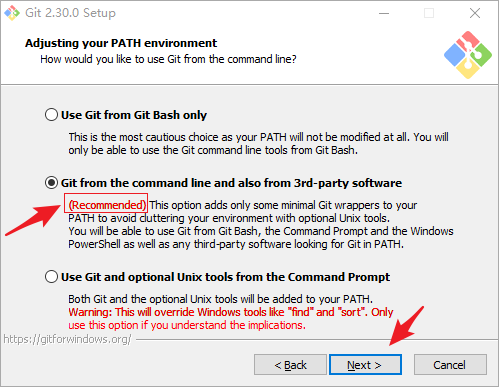 Git 2.30.0 Setup
Adjusting your PATH environment
How would you like to use Git from the command line?
Use Git from Git Bash only
This is the most cautious choice as your PATH will not be modified at all. You will
only be able to use the Git command line tools from Git Bash.
Git from the command line and also from 3rd-party software
(Recommended) This option adds only some minimal Git wrappers to your
PATH to avoid cluttering your environment with optional Unix tools.
You will be able to use Git from Git Bash, the Command Prompt and the Windows
PowerShell as well as any third-party software looking for Git in PATH.
Use Git and optional Unix tools from the Command Prompt
Both Git and the optional Unix tools will be added to your PATH.
Warning: This will override Windows tools like "find" and "sort". Only
use this option if you understand the implications.
https://gitforwindows.org/
< Back
Next >
Cancel